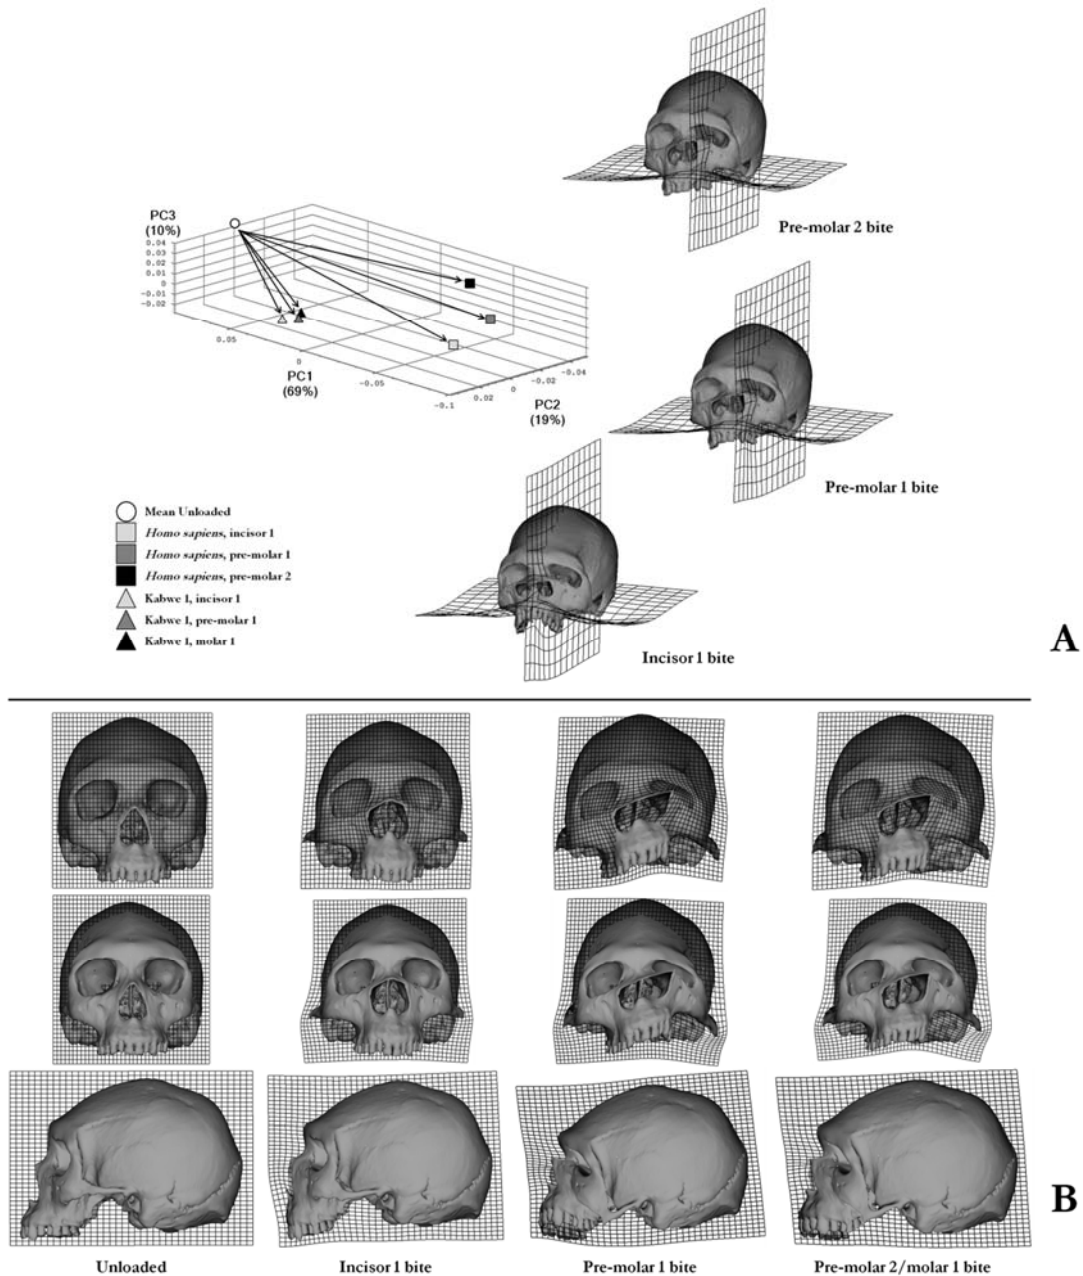 Pre-molar 2 bite
PC3
(10%)
0.04
0.03
0.02
0.01
0
-0.01
-0.02
0.05
0
-0.05
-0.1
PC1
(69%)
0.02
0
-0.02
-0.04
PC2
(19%)
Pre-molar 1 bite
Mean Unloaded
Homo sapiens, incisor 1
Homo sapiens, pre-molar 1
Homo sapiens, pre-molar 2
Kabwe 1, incisor 1
Kabwe 1, pre-molar 1
Kabwe 1, molar 1
Incisor 1 bite
A
B
Unloaded
Incisor 1 bite
Pre-molar 1 bite
Pre-molar 2/molar 1 bite